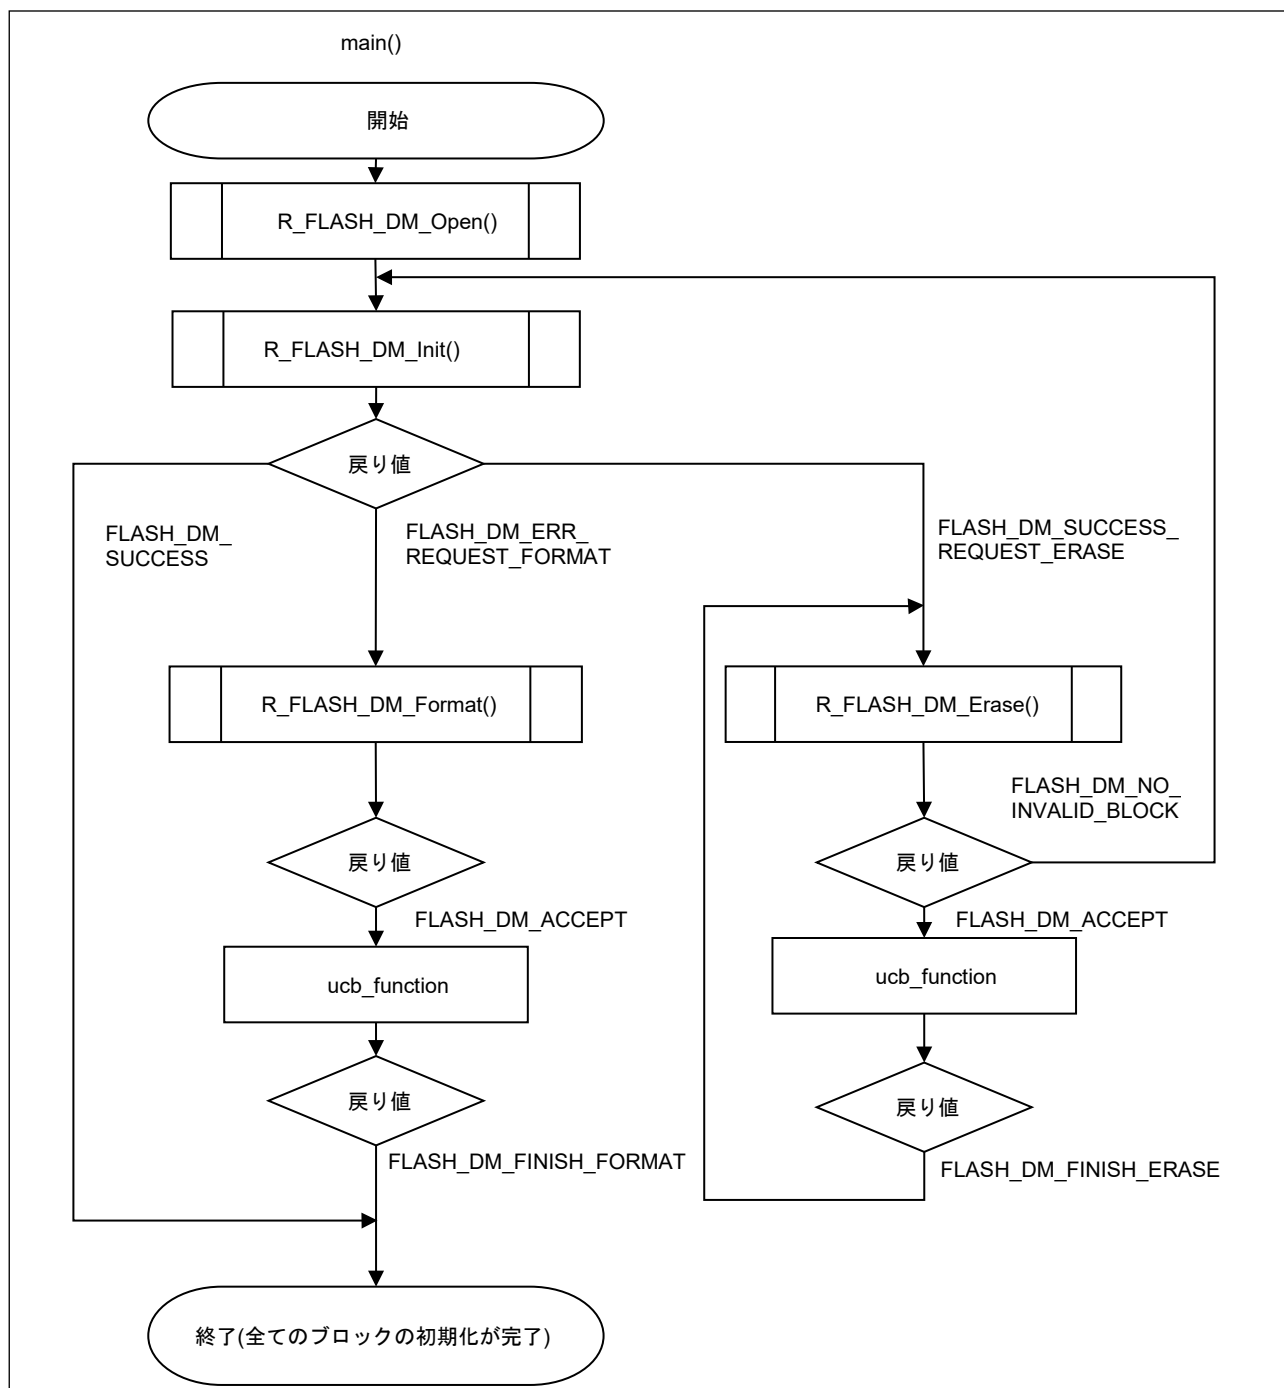 main()
開始
R_FLASH_DM_Open()
R_FLASH_DM_Init()
戻り値
FLASH_DM_
SUCCESS
FLASH_DM_ERR_
REQUEST_FORMAT
FLASH_DM_SUCCESS_
REQUEST_ERASE
R_FLASH_DM_Format()
R_FLASH_DM_Erase()
FLASH_DM_NO_
INVALID_BLOCK
戻り値
戻り値
FLASH_DM_ACCEPT
FLASH_DM_ACCEPT
ucb_function
ucb_function
戻り値
戻り値
FLASH_DM_FINISH_FORMAT
FLASH_DM_FINISH_ERASE
終了(全てのブロックの初期化が完了)